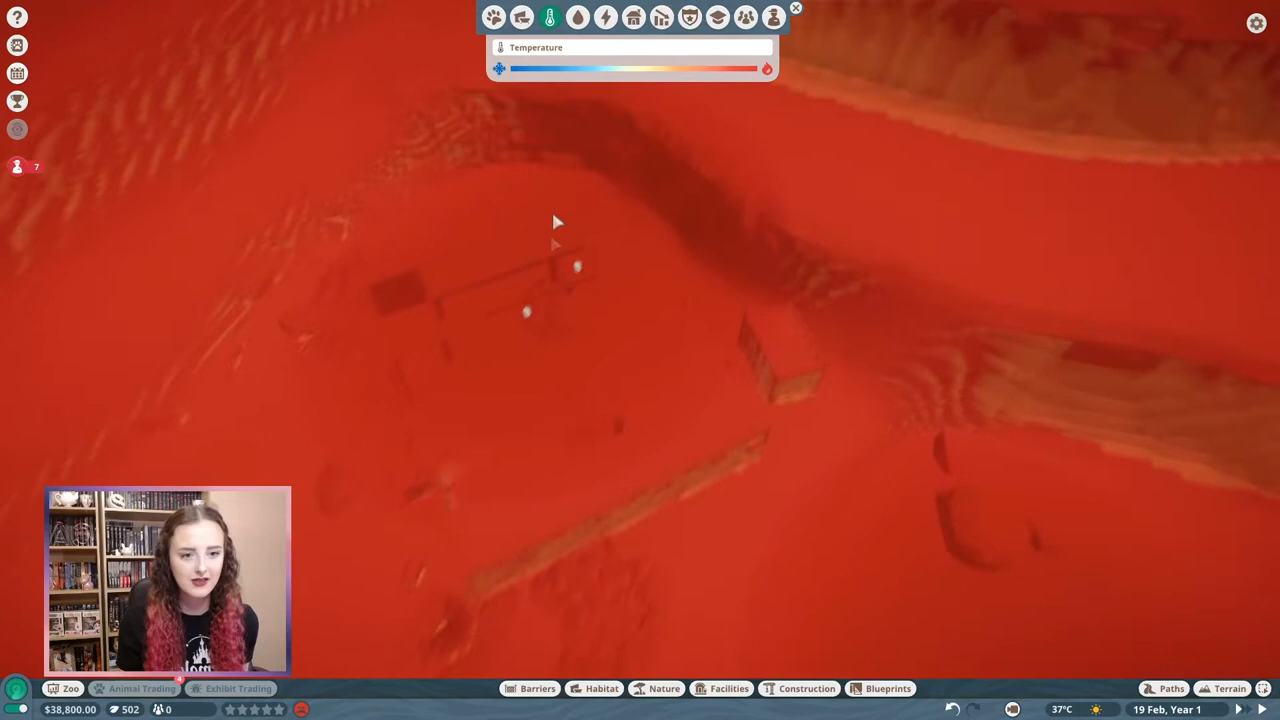 ?
Temperature
7
Zoo
Animal Trading
4
Exhibit Trading
Barriers
Habitat
Nature
Facilities
Construction
Blueprints
Paths
Terrain
$38,800.00
502
0
37°C
19 Feb, Year 1